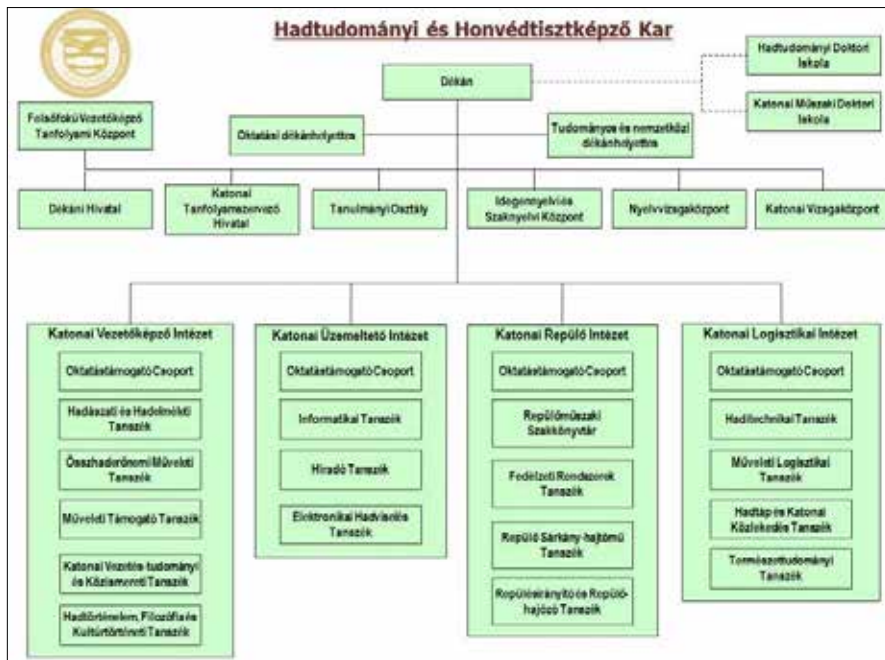 Hadtudományi és Honvédtisztképző Kar
Dékán
Hadtudományi Doktori
Iskola
Katonai Műszaki Doktori
Iskola
Felsőfokú Vezetőképző
Tanfolyami Központ
Oktatási dékánhelyettes
Tudományos és nemzetközi
dékánhelyettes
Dékáni Hivatal
Katonai
Tanfolyamszervező
Hivatal
Tanulmányi Osztály
Idegennyelvi és
Szaknyelvi Központ
Nyelvvizsgaközpont
Katonai Vizsgaközpont
Katonai Vezetőképző Intézet
Oktatástámogató Csoport
Hadászati és Hadelméleti
Tanszék
Összhaderőnemi Műveleti
Tanszék
Műveleti Támogató Tanszék
Katonai Vezetés-tudományi
és Közismereti Tanszék
Hadtörténelem, Filozófia és
Kultúrtörténeti Tanszék
Katonai Üzemeltető Intézet
Oktatástámogató Csoport
Informatikai Tanszék
Híradó Tanszék
Elektronikai Hadviselés
Tanszék
Katonai Repülő Intézet
Oktatástámogató Csoport
Repülőműszaki
Szakkönyvtár
Fedélzeti Rendszerek
Tanszék
Repülő Sárkány-hajtómű
Tanszék
Repülésirányító és Repülő-
hajózó Tanszék
Katonai Logisztikai Intézet
Oktatástámogató Csoport
Haditechnikai Tanszék
Műveleti Logisztikai
Tanszék
Hadtáp és Katonai
Közlekedés Tanszék
Természettudományi
Tanszék